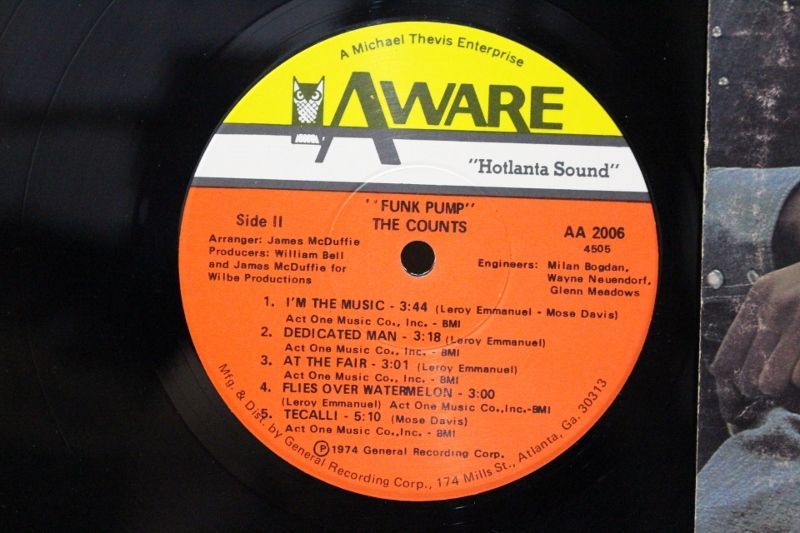 A Michael Thevis Enterprise
AWARE
"Hotlanta Sound"
"FUNK PUMP"
THE COUNTS
Side II
AA 2006
4505
Arranger: James McDuffie
Producers: William Bell
and James McDuffie for
Wilbe Productions
Engineers: Milan Bogdan,
Wayne Neuendorf,
Glenn Meadows
1. I'M THE MUSIC - 3:44 (Leroy Emmanuel - Mose Davis)
Act One Music Co., Inc. - BMI
2. DEDICATED MAN - 3:18 (Leroy Emmanuel)
Act One Music Co., Inc. - BMI
3. AT THE FAIR - 3:01 (Leroy Emmanuel)
Act One Music Co., Inc. - BMI
4. FLIES OVER WATERMELON - 3:00
(Leroy Emmanuel) Act One Music Co., Inc.-BMI
5. TECALLI - 5:10 (Mose Davis)
Act One Music Co., Inc. - BMI
Ⓟ 1974 General Recording Corp.
Mfg. & Dist. by General Recording Corp., 174 Mills St., Atlanta, Ga. 30313